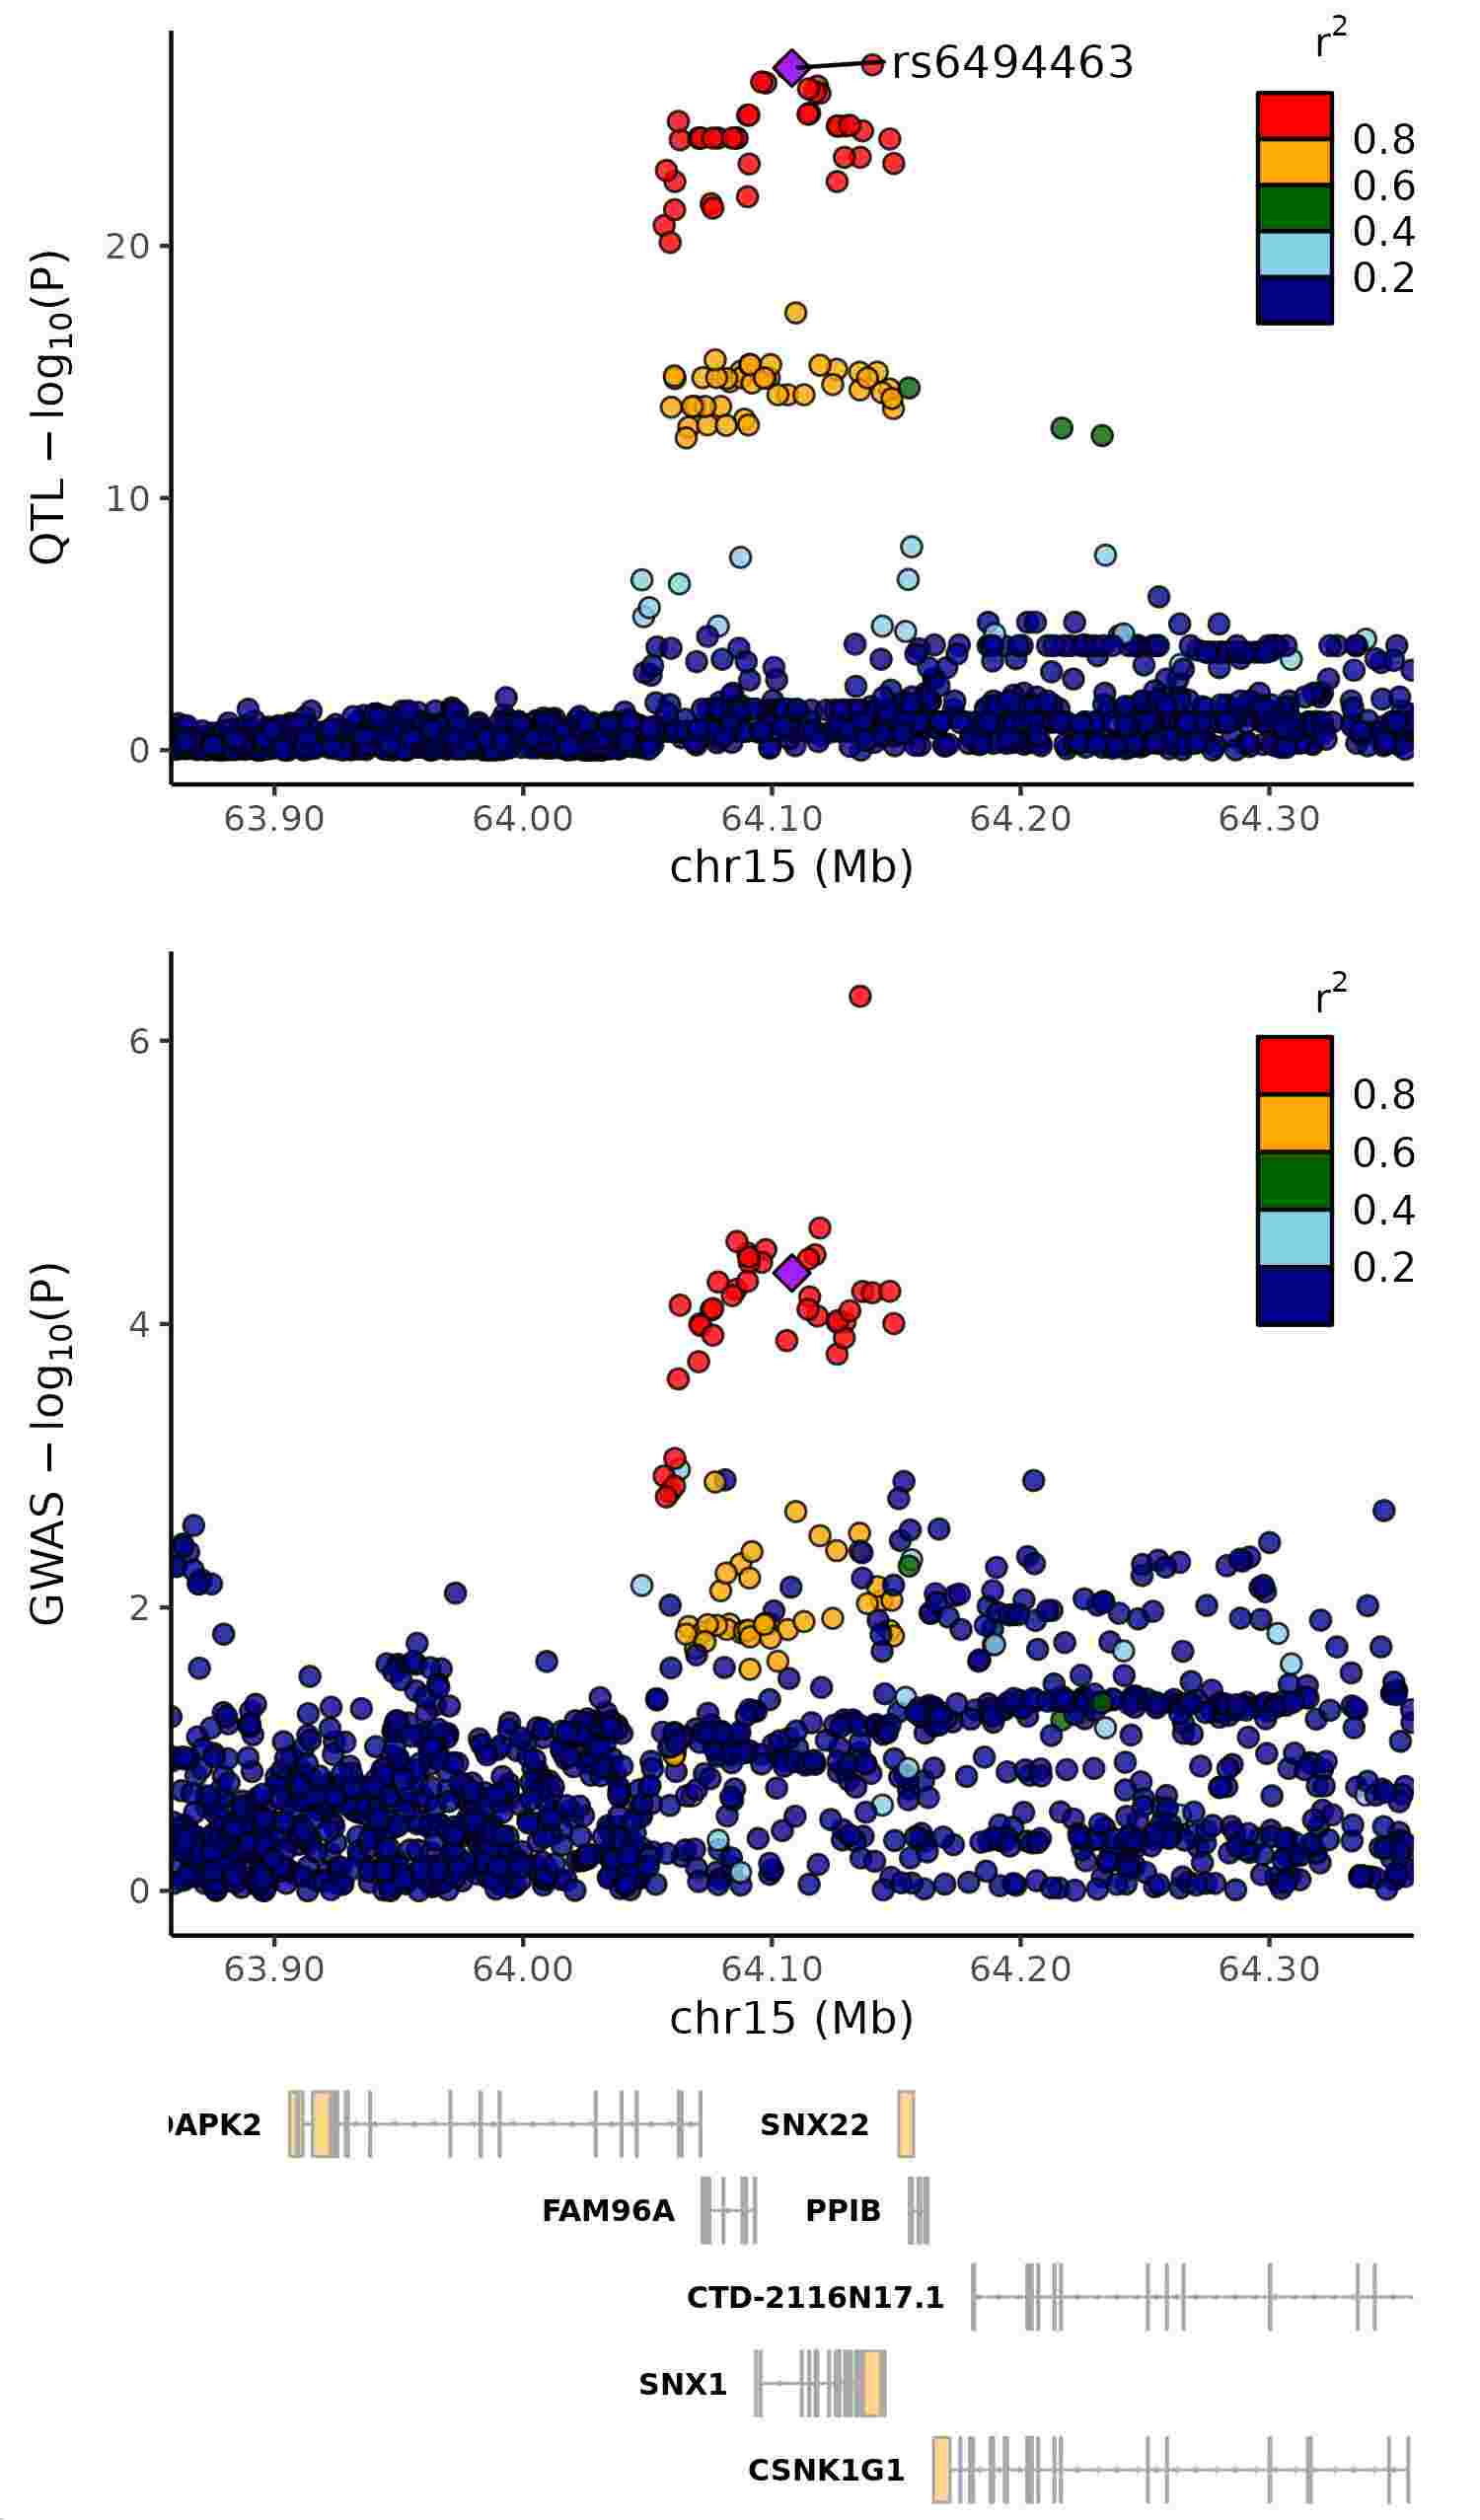 r2
rs6494463
0.8
0.6
0.4
0.2
20
10
0
QTL −log10(P)
63.90 64.00 64.10 64.20 64.30
chr15 (Mb)
r2
0.8
0.6
0.4
0.2
6
4
2
0
GWAS −log10(P)
63.90 64.00 64.10 64.20 64.30
chr15 (Mb)
APK2 SNX22
FAM96A PPIB
CTD-2116N17.1
SNX1
CSNK1G1